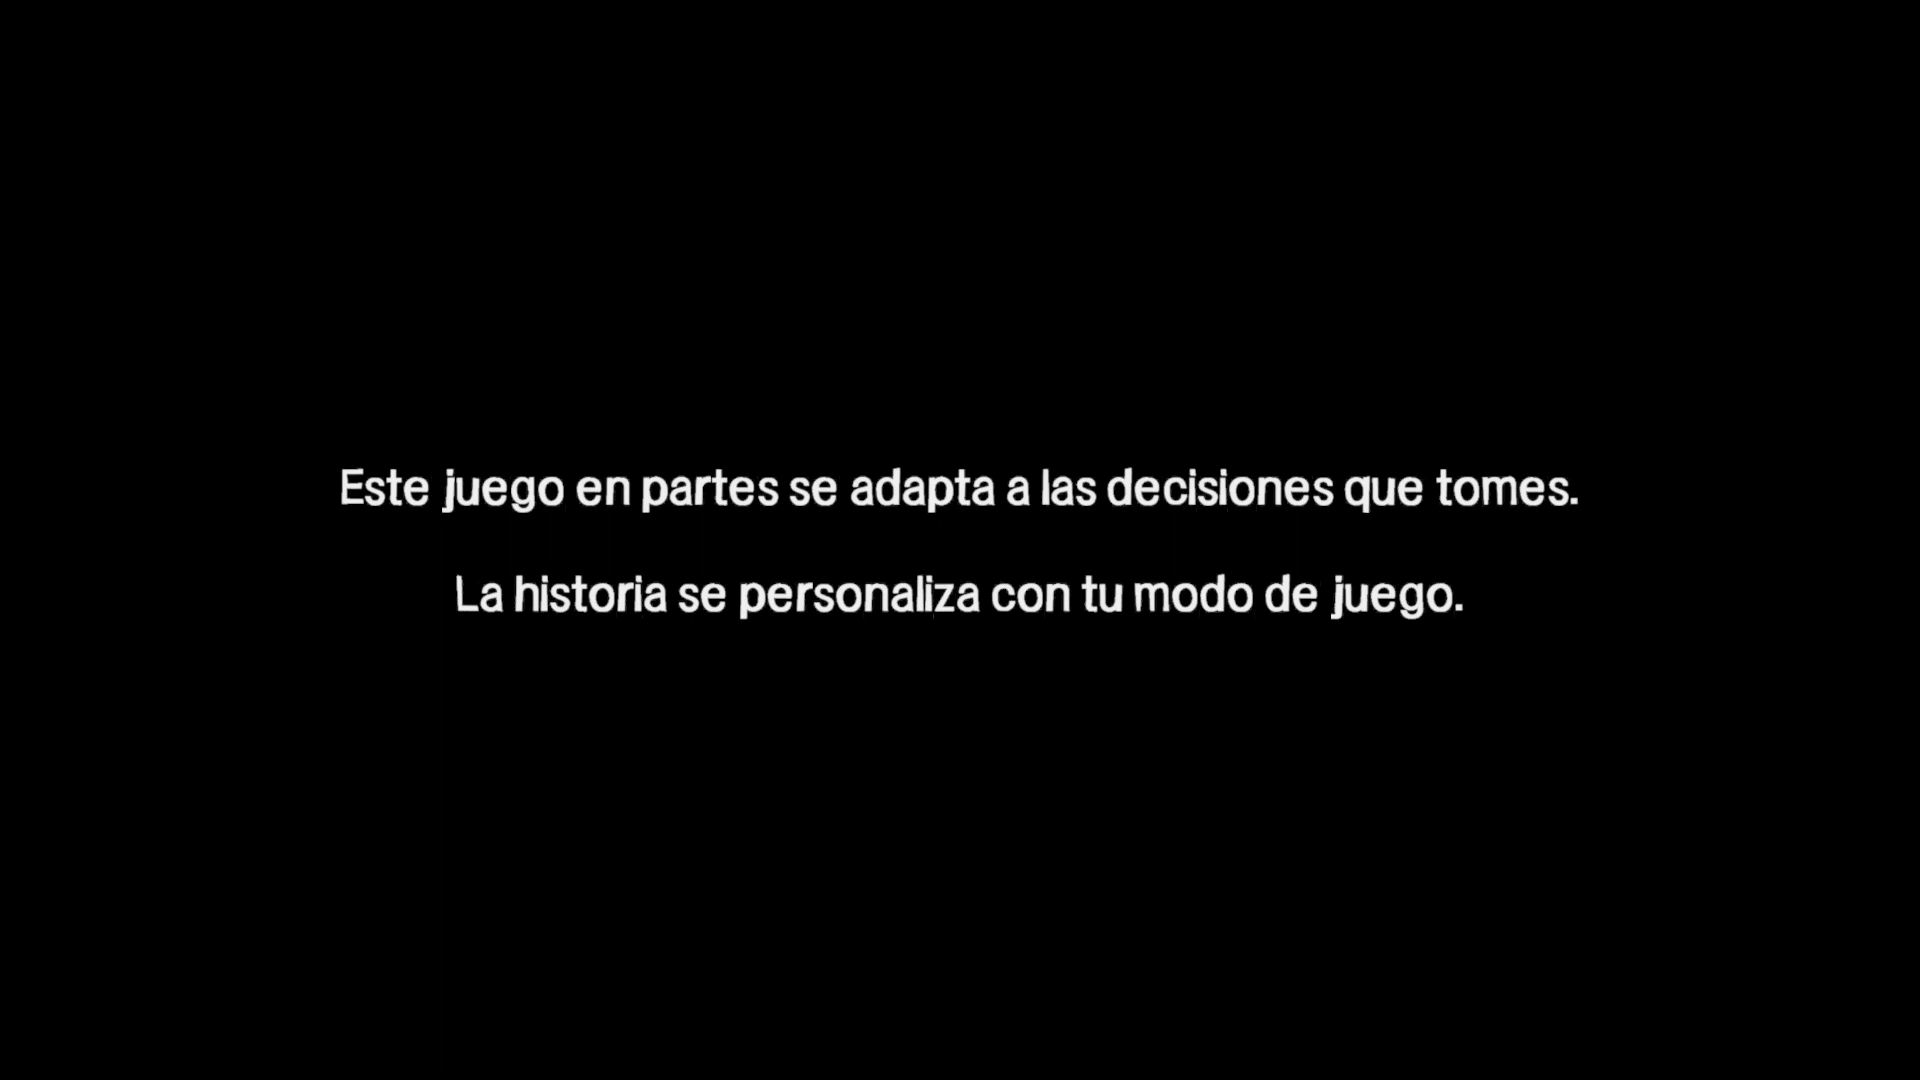 Este juego en partes se adapta a las decisiones que tomes.
La historia se personaliza con tu modo de juego.